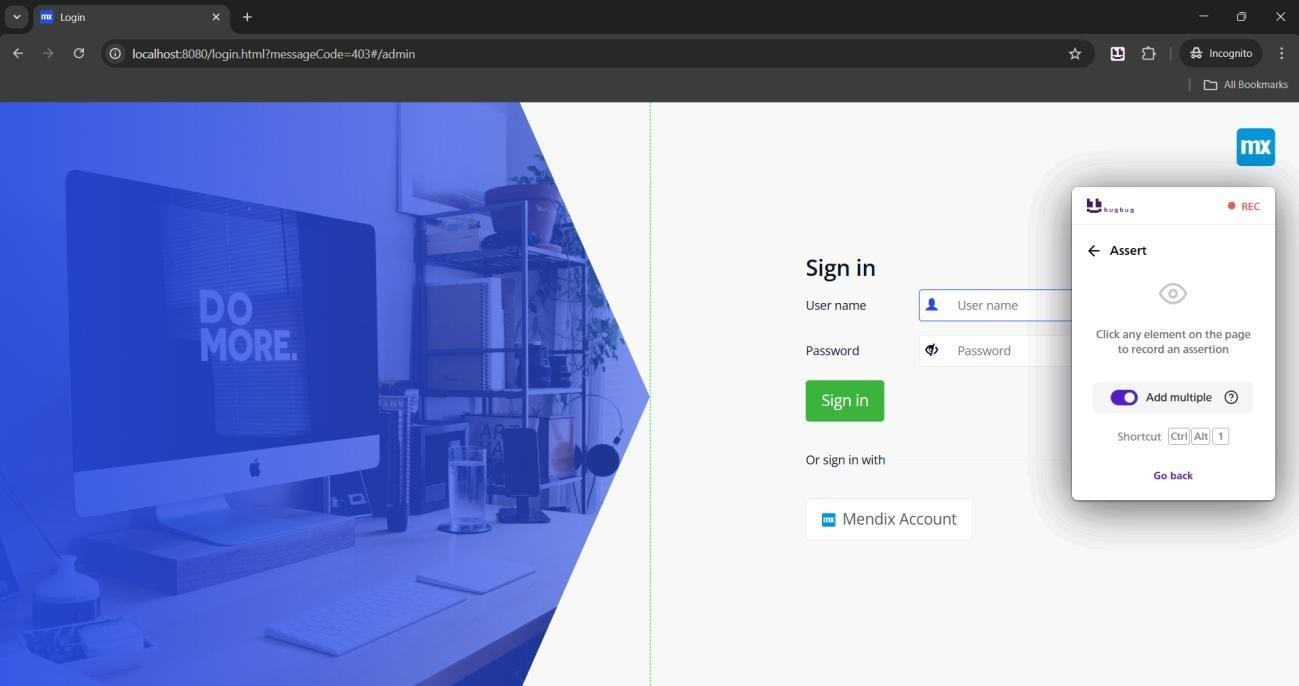 mx Login
localhost:8080/login.html?messageCode=403#/admin
Incognito
All Bookmarks
mx
bugbug
REC
Assert
Click any element on the page
to record an assertion
Add multiple
Shortcut Ctrl Alt 1
Go back
Sign in
User name User name
Password Password
Sign in
Or sign in with
mx Mendix Account
DO
MORE.